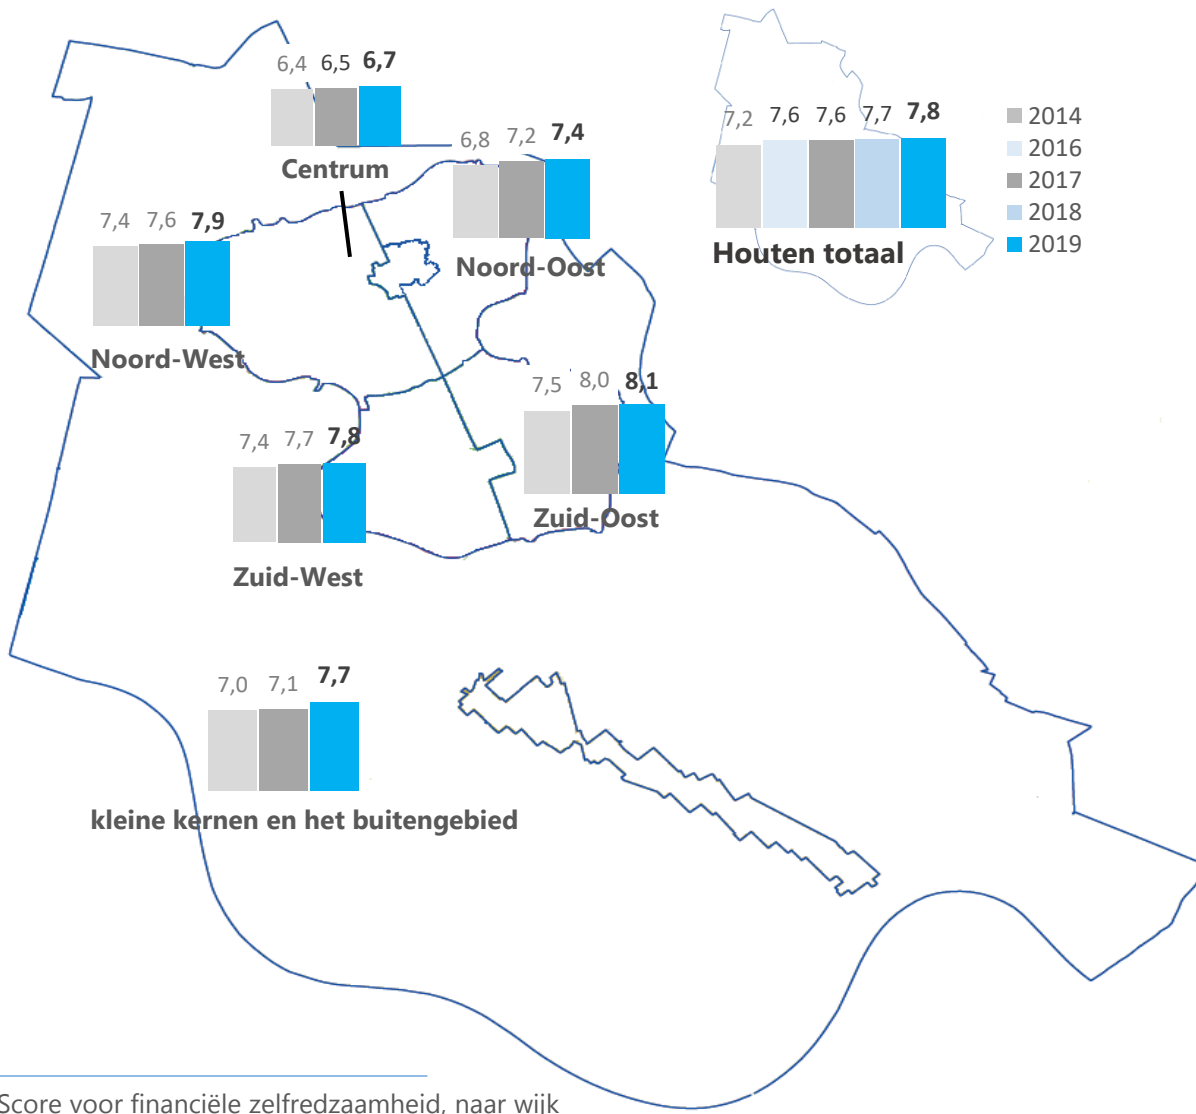 6,4 6,5 6,7
Centrum
6,8 7,2 7,4
Noord-Oost
7,2 7,6 7,6 7,7 7,8
Houten totaal
2014
2016
2017
2018
2019
7,4 7,6 7,9
Noord-West
7,5 8,0 8,1
Zuid-Oost
7,4 7,7 7,8
Zuid-West
7,0 7,1 7,7
kleine kernen en het buitengebied
Score voor financiële zelfredzaamheid, naar wijk